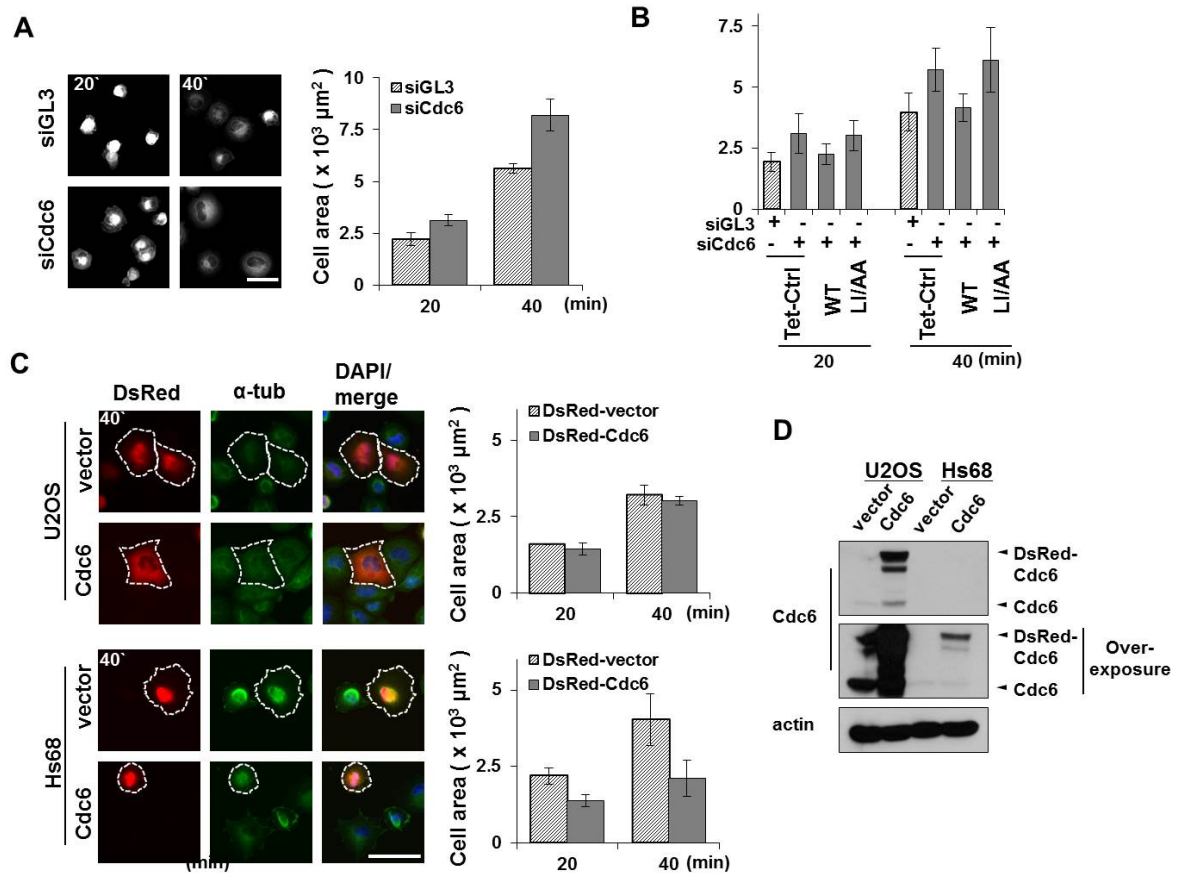 A
20`
40`
siGL3
siCdc6
Cell area ( x 10³ µm²)
10
7.5
5
2.5
0
siGL3
siCdc6
20
40
(min)
B
7.5
5
2.5
0
siGL3 + - - - + - - -
siCdc6 - + + + - + + +
Tet-Ctrl
WT
LI/AA
Tet-Ctrl
WT
LI/AA
20
40 (min)
C
DsRed
α-tub
DAPI/
merge
U2OS
vector
40`
Cdc6
Cell area ( x 10³ µm²)
5
2.5
0
DsRed-vector
DsRed-Cdc6
20
40 (min)
Hs68
vector
40`
Cdc6
(min)
Cell area ( x 10³ µm²)
5
2.5
0
DsRed-vector
DsRed-Cdc6
20
40 (min)
D
U2OS Hs68
vector
Cdc6
vector
Cdc6
Cdc6
DsRed-
Cdc6
Cdc6
DsRed-
Cdc6
Cdc6
Over-
exposure
actin